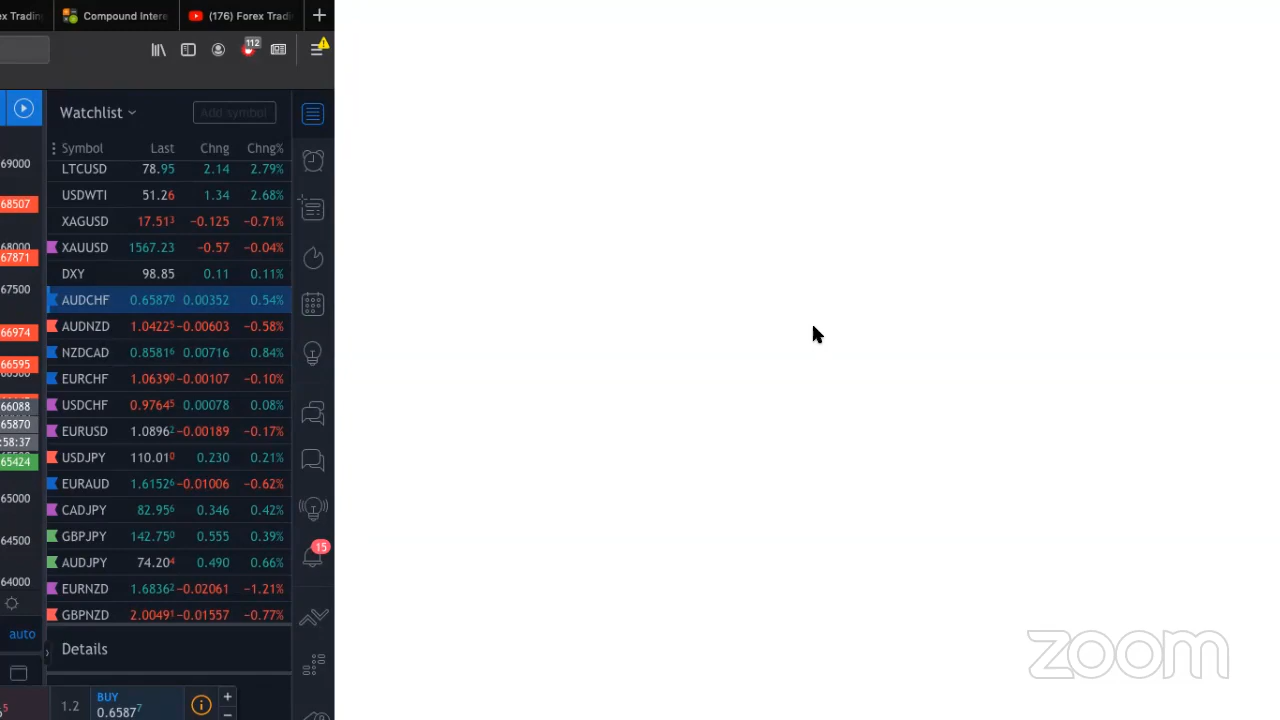 ex Trading
Compound Intere
(176) Forex Tradi
+
112
Watchlist
Add symbol
Symbol Last Chng Chng%
LTCUSD 78.95 2.14 2.79%
USDWTI 51.26 1.34 2.68%
XAGUSD 17.513 −0.125 −0.71%
XAUUSD 1567.23 −0.57 −0.04%
DXY 98.85 0.11 0.11%
AUDCHF 0.65870 0.00352 0.54%
AUDNZD 1.04225 −0.00603 −0.58%
NZDCAD 0.85816 0.00716 0.84%
EURCHF 1.06390 −0.00107 −0.10%
USDCHF 0.97645 0.00078 0.08%
EURUSD 1.08962 −0.00189 −0.17%
USDJPY 110.010 0.230 0.21%
EURAUD 1.61526 −0.01006 −0.62%
CADJPY 82.956 0.346 0.42%
GBPJPY 142.750 0.555 0.39%
AUDJPY 74.204 0.490 0.66%
EURNZD 1.68362 −0.02061 −1.21%
GBPNZD 2.00491 −0.01557 −0.77%
69000
68507
68000
67871
67500
66974
66595
66088
65870
:58:37
65424
65000
64500
64000
auto
15
Details
1.2
BUY
0.65877
+
−
zoom